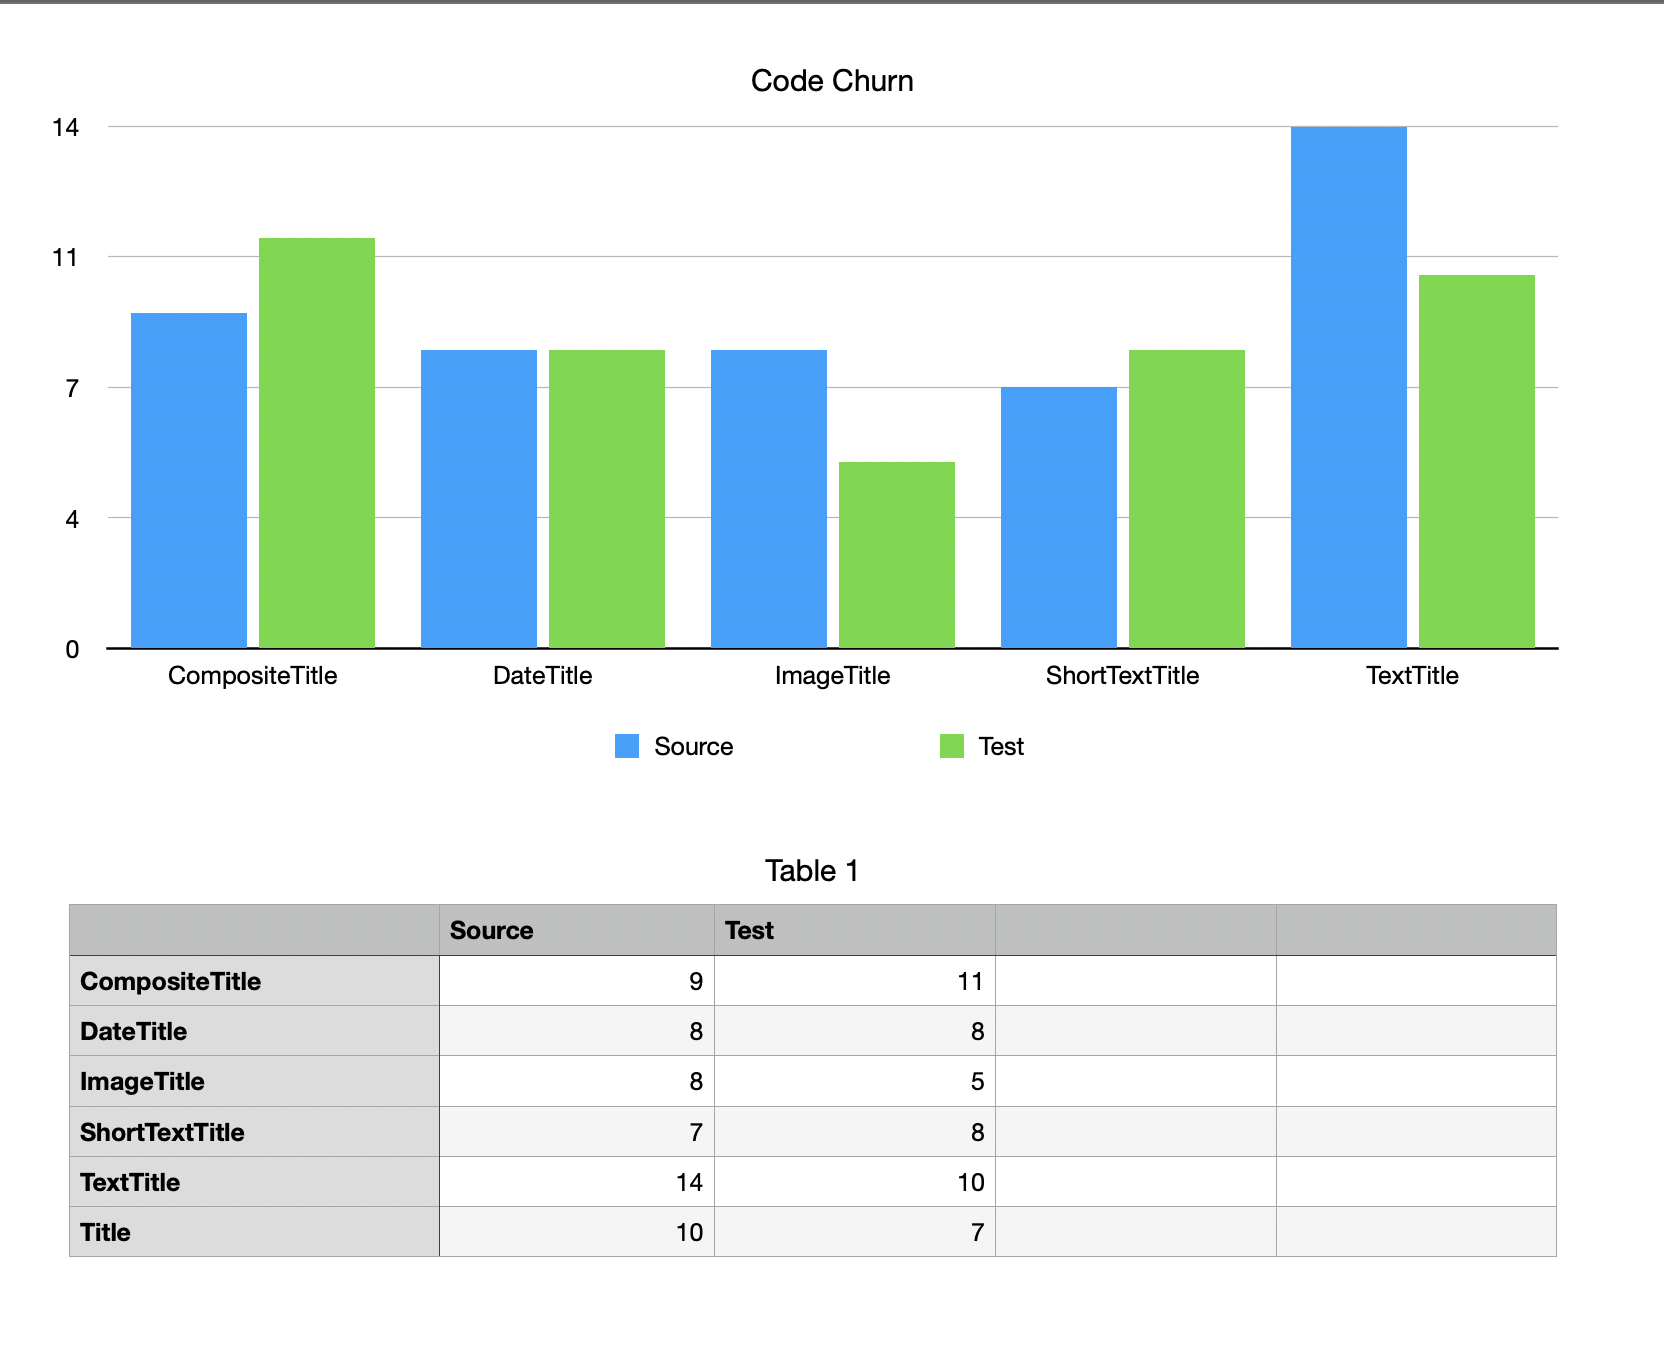 Code Churn
14
11
7
4
0
CompositeTitle DateTitle ImageTitle ShortTextTitle TextTitle
Source Test
Table 1
Source Test
CompositeTitle 9 11
DateTitle 8 8
ImageTitle 8 5
ShortTextTitle 7 8
TextTitle 14 10
Title 10 7